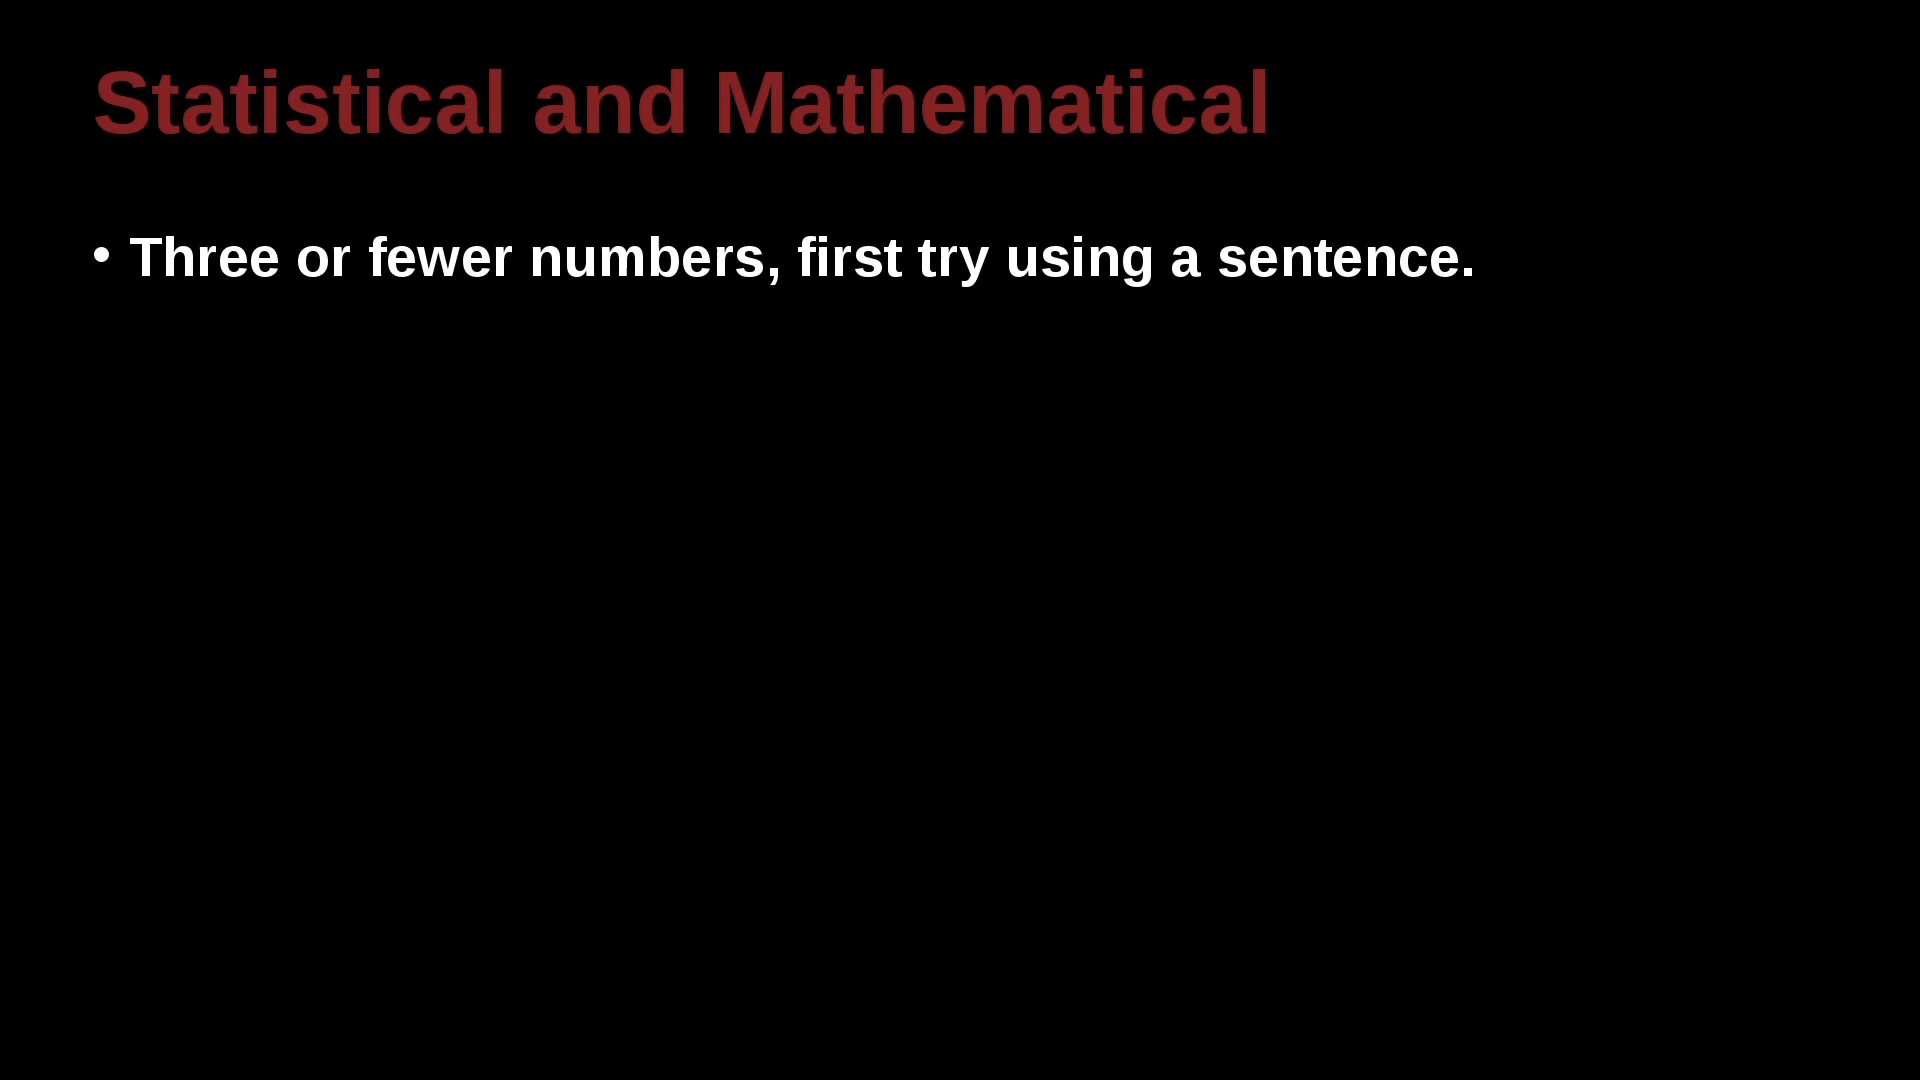 Statistical and Mathematical
• Three or fewer numbers, first try using a sentence.